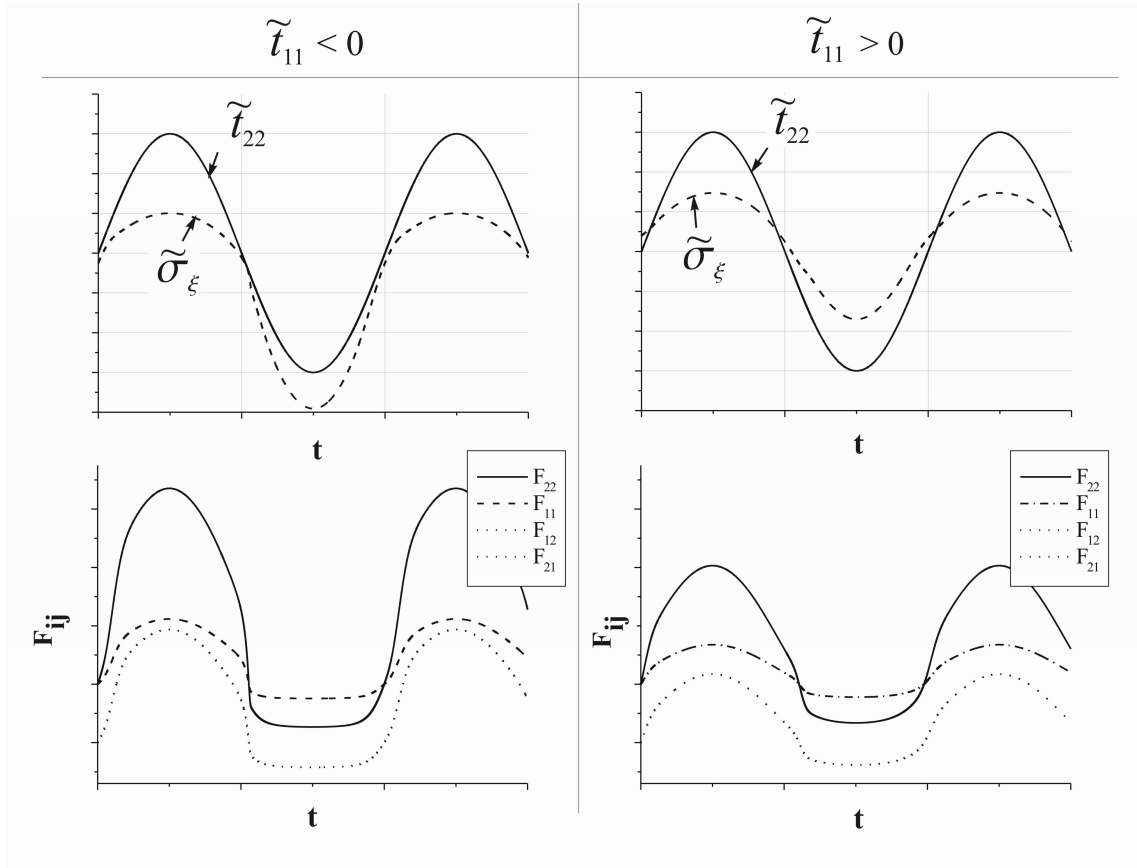 t̃₁₁ < 0
t̃₁₁ > 0
t̃₂₂
σ̃ξ
t
t̃₂₂
σ̃ξ
t
Fij
F₂₂
F₁₁
F₁₂
F₂₁
t
Fij
F₂₂
F₁₁
F₁₂
F₂₁
t